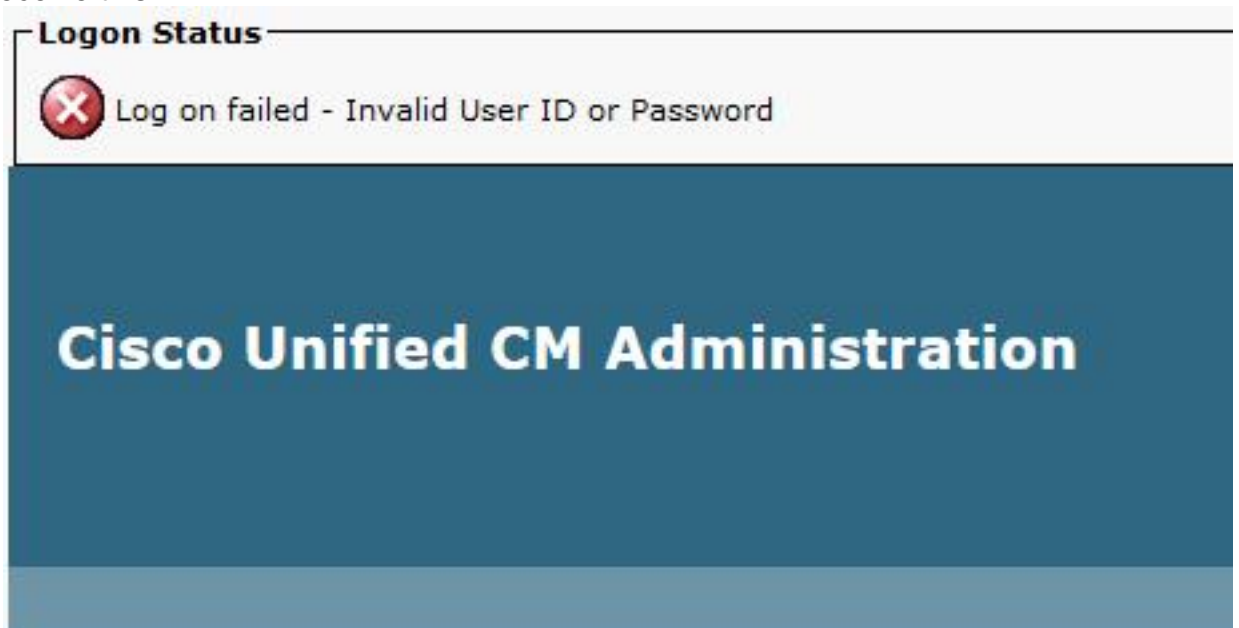 Logon Status
Log on failed - Invalid User ID or Password
Cisco Unified CM Administration